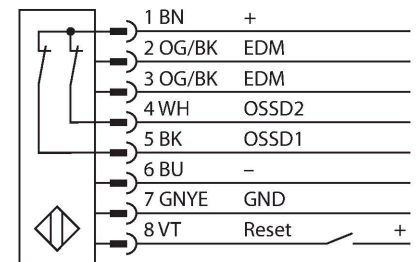 1 BN +
2 OG/BK EDM
3 OG/BK EDM
4 WH OSSD2
5 BK OSSD1
6 BU –
7 GNYE GND
8 VT Reset +